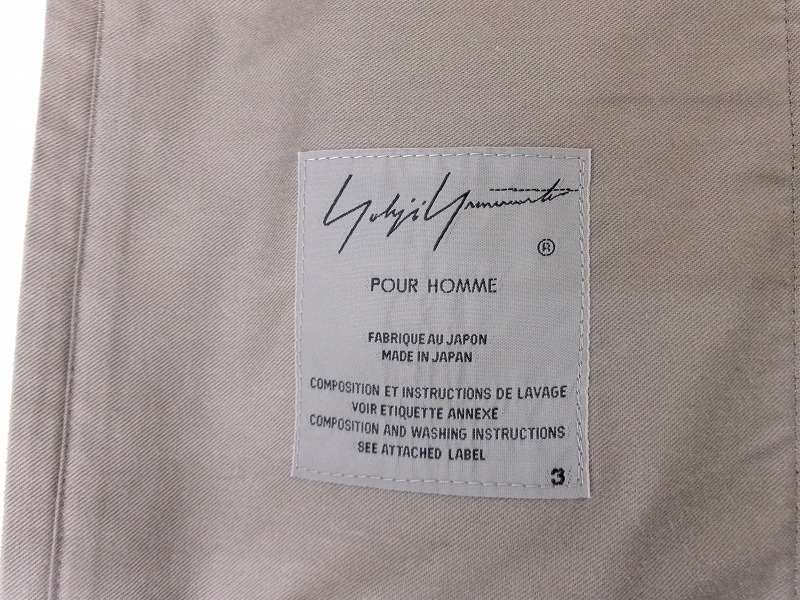 Yohji Yamamoto
®
POUR HOMME
FABRIQUE AU JAPON
MADE IN JAPAN
COMPOSITION ET INSTRUCTIONS DE LAVAGE
VOIR ETIQUETTE ANNEXE
COMPOSITION AND WASHING INSTRUCTIONS
SEE ATTACHED LABEL
3